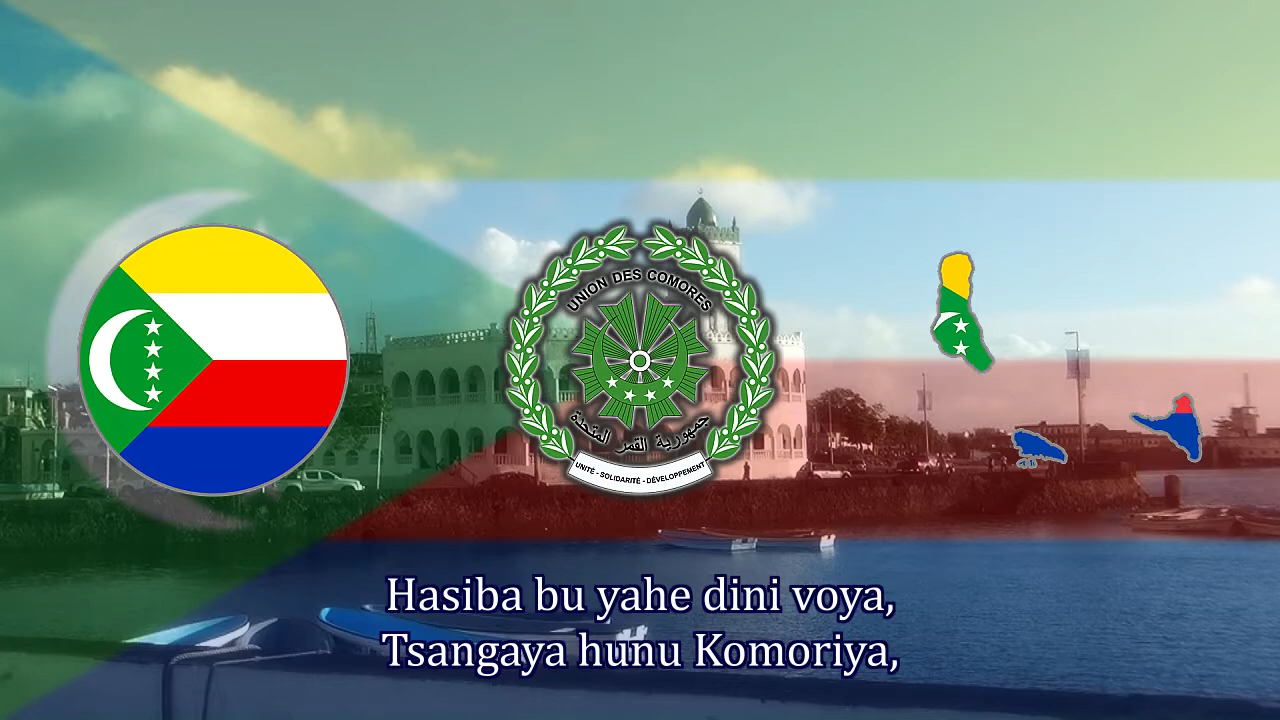 UNION DES COMORES
جمهورية القمر المتحدة
UNITÉ - SOLIDARITÉ - DÉVELOPPEMENT
Hasiba bu yahe dini voya,
Tsangaya hunu Komoriya,